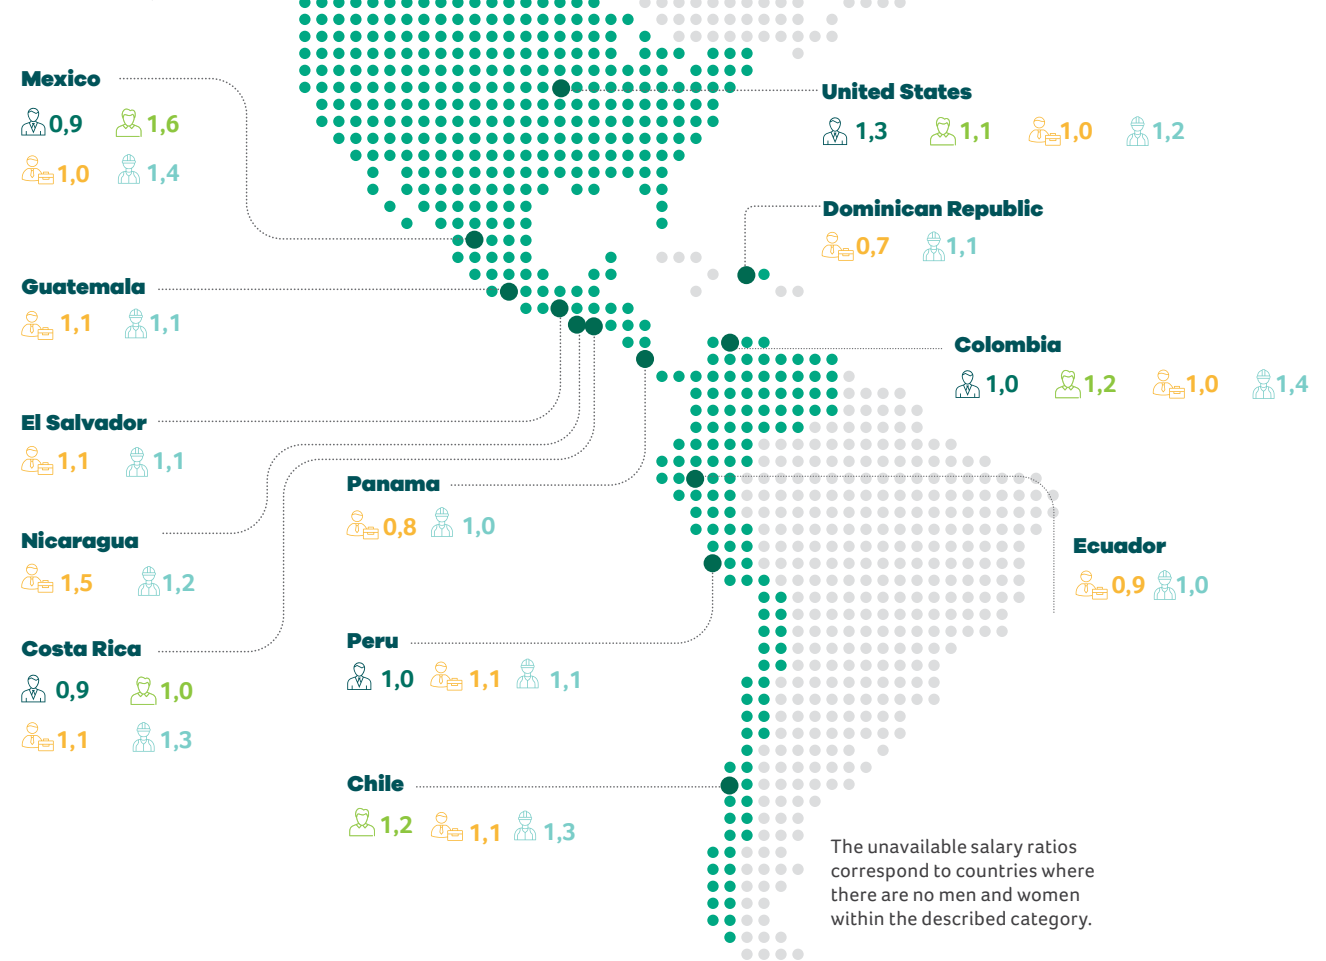 Mexico
0,9 1,6
1,0 1,4
Guatemala
1,1 1,1
El Salvador
1,1 1,1
Nicaragua
1,5 1,2
Costa Rica
0,9 1,0
1,1 1,3
Panama
0,8 1,0
Peru
1,0 1,1 1,1
Chile
1,2 1,1 1,3
United States
1,3 1,1 1,0 1,2
Dominican Republic
0,7 1,1
Colombia
1,0 1,2 1,0 1,4
Ecuador
0,9 1,0
The unavailable salary ratios
correspond to countries where
there are no men and women
within the described category.